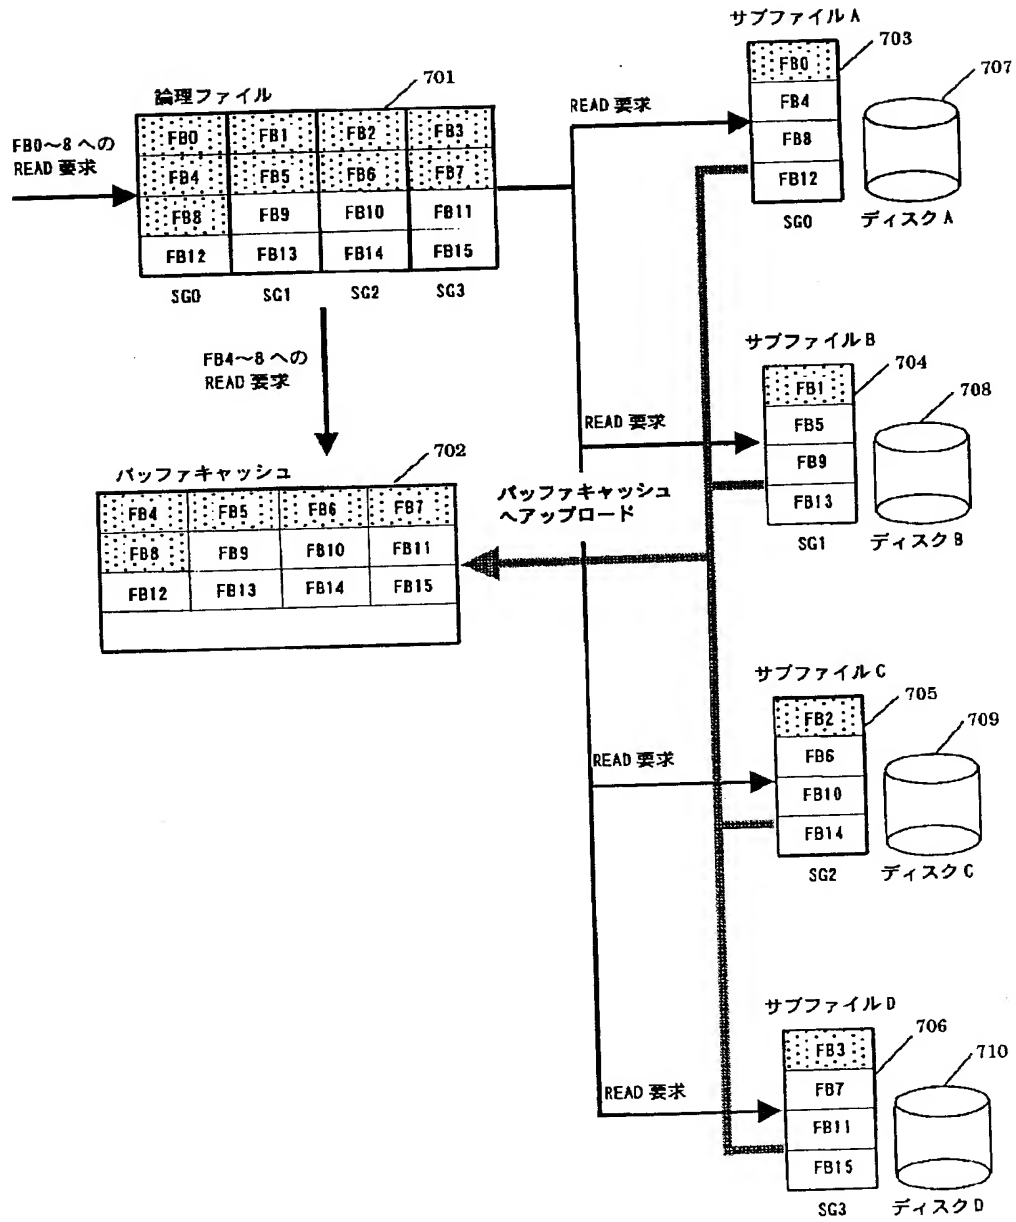 サブファイル A
703
FB0
FB4
FB8
FB12
SG0
707
ディスク A
701
論理ファイル
FB0～8 への
READ 要求
FB0 FB1 FB2 FB3
FB4 FB5 FB6 FB7
FB8 FB9 FB10 FB11
FB12 FB13 FB14 FB15
SG0 SG1 SG2 SG3
READ 要求
FB4～8 への
READ 要求
サブファイル B
704
FB1
FB5
FB9
FB13
SG1
708
ディスク B
READ 要求
702
バッファキャッシュ
FB4 FB5 FB6 FB7
FB8 FB9 FB10 FB11
FB12 FB13 FB14 FB15
バッファキャッシュ
へアップロード
サブファイル C
705
FB2
FB6
FB10
FB14
SG2
709
ディスク C
READ 要求
サブファイル D
706
FB3
FB7
FB11
FB15
SG3
710
ディスク D
READ 要求